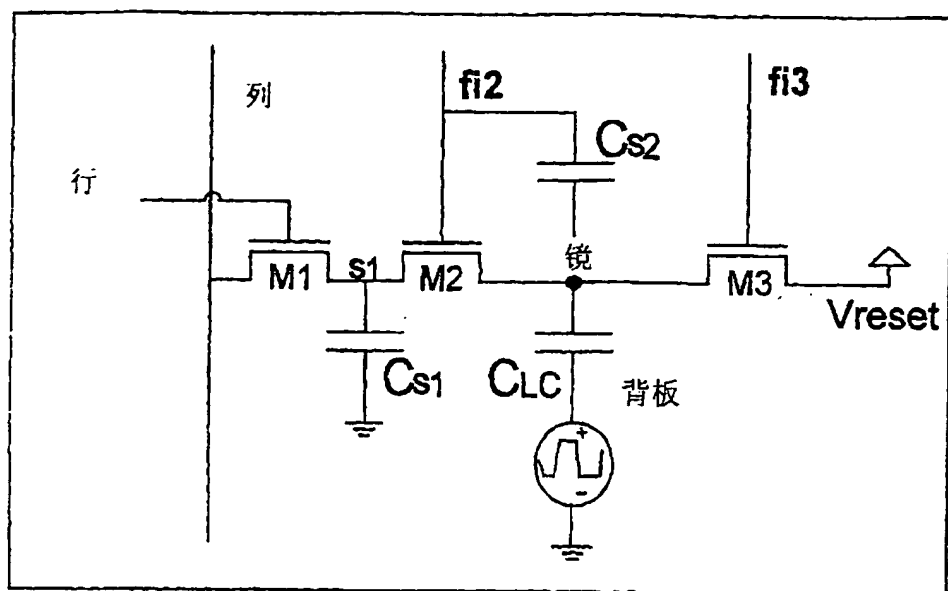 列
fi2
fi3
Cs2
行
镜
M1
s1
M2
M3
Vreset
Cs1
CLC
背板
+
-